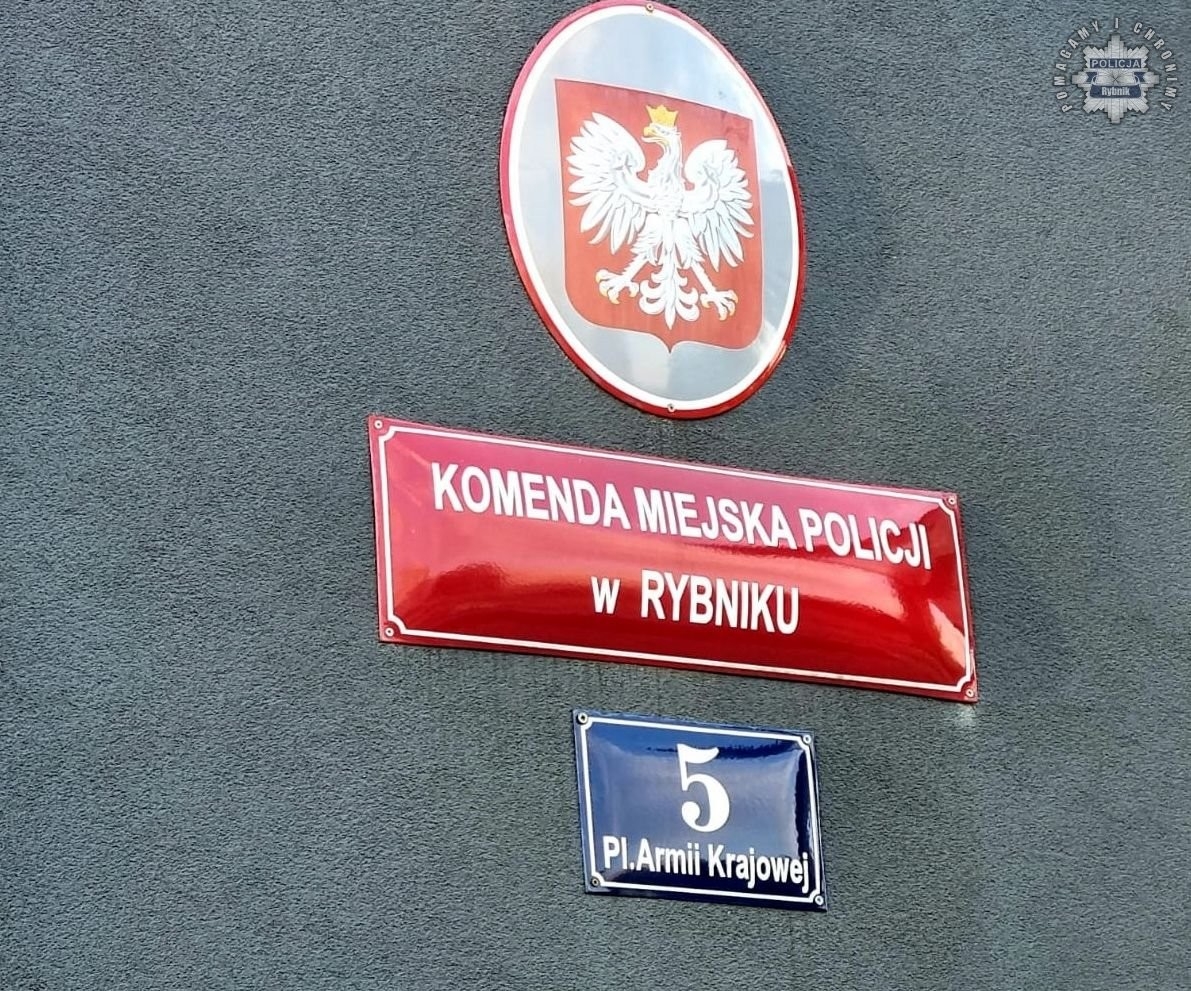 POMAGAMY I CHRONIMY
POLICJA
Rybnik
KOMENDA MIEJSKA POLICJI
w RYBNIKU
5
Pl.Armii Krajowej